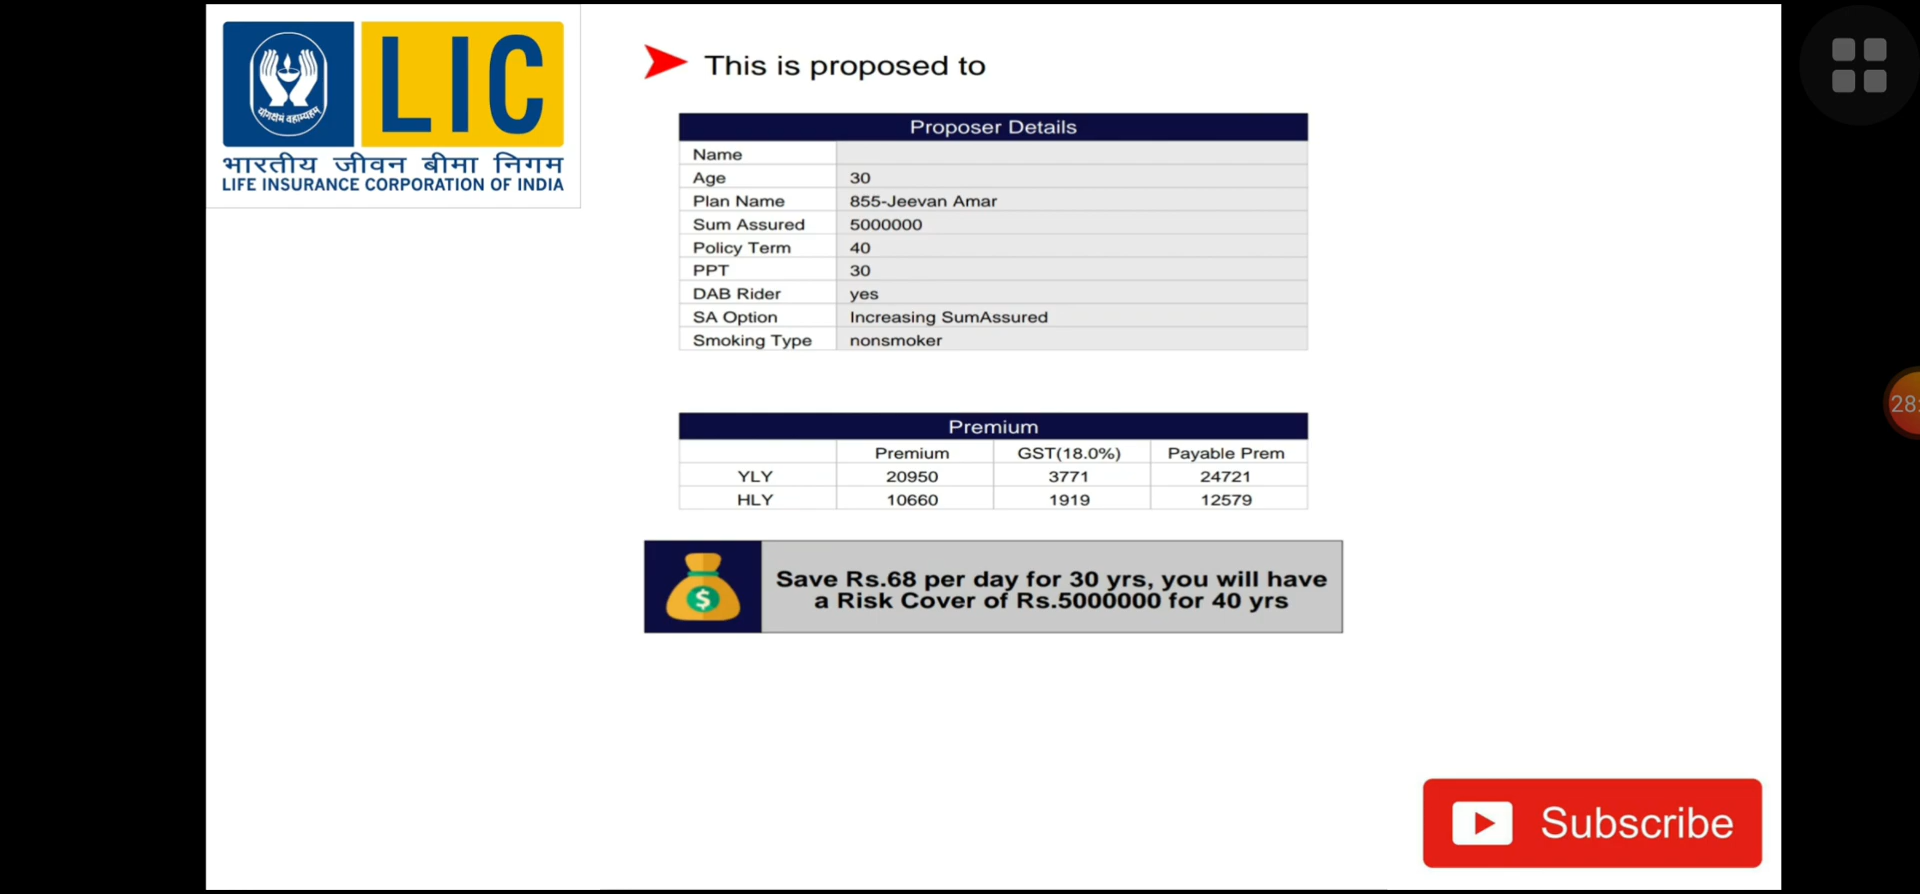 योगक्षेमं वहाम्यहम्
LIC
भारतीय जीवन बीमा निगम
LIFE INSURANCE CORPORATION OF INDIA
This is proposed to
Proposer Details
Name
Age 30
Plan Name 855-Jeevan Amar
Sum Assured 5000000
Policy Term 40
PPT 30
DAB Rider yes
SA Option Increasing SumAssured
Smoking Type nonsmoker
Premium
Premium GST(18.0%) Payable Prem
YLY 20950 3771 24721
HLY 10660 1919 12579
$
Save Rs.68 per day for 30 yrs, you will have
a Risk Cover of Rs.5000000 for 40 yrs
Subscribe